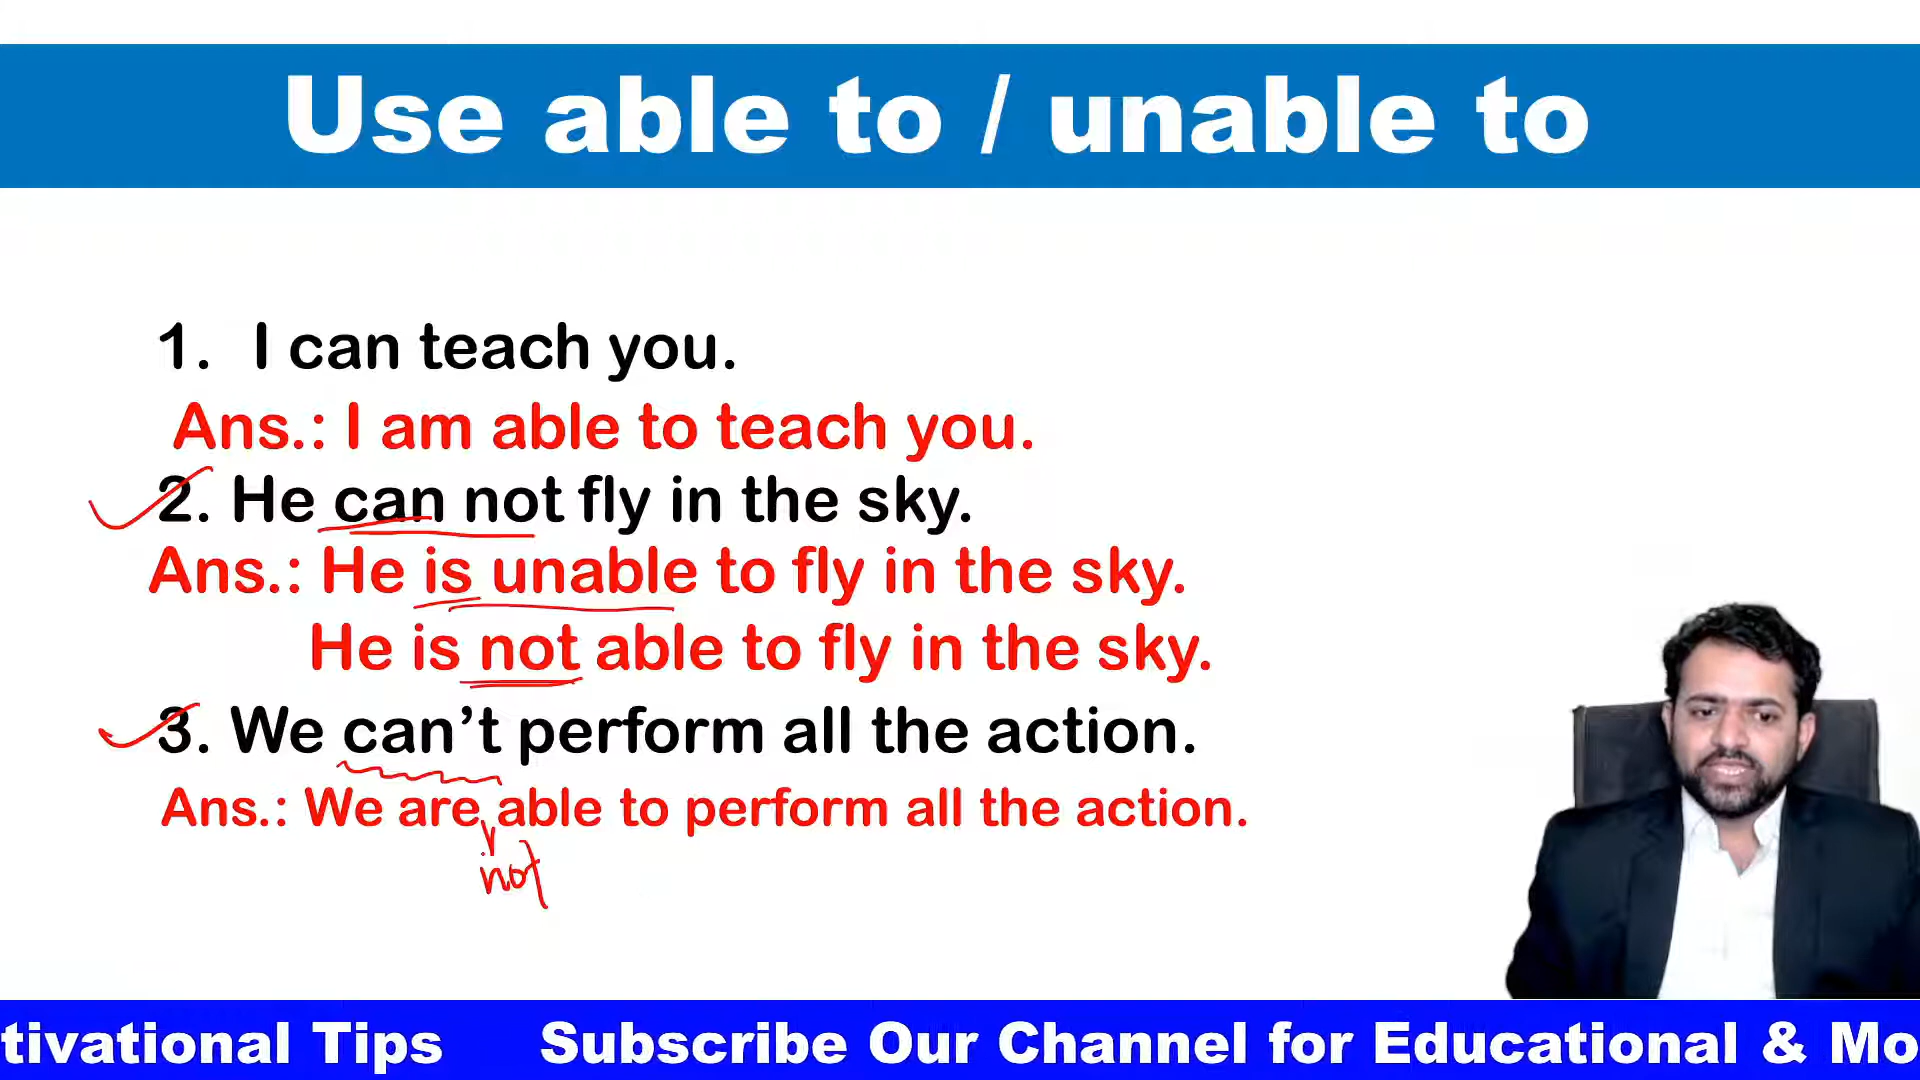 Use able to / unable to
1. I can teach you.
Ans.: I am able to teach you.
2. He can not fly in the sky.
Ans.: He is unable to fly in the sky.
He is not able to fly in the sky.
3. We can't perform all the action.
Ans.: We are able to perform all the action.
not
tivational Tips Subscribe Our Channel for Educational & Mo